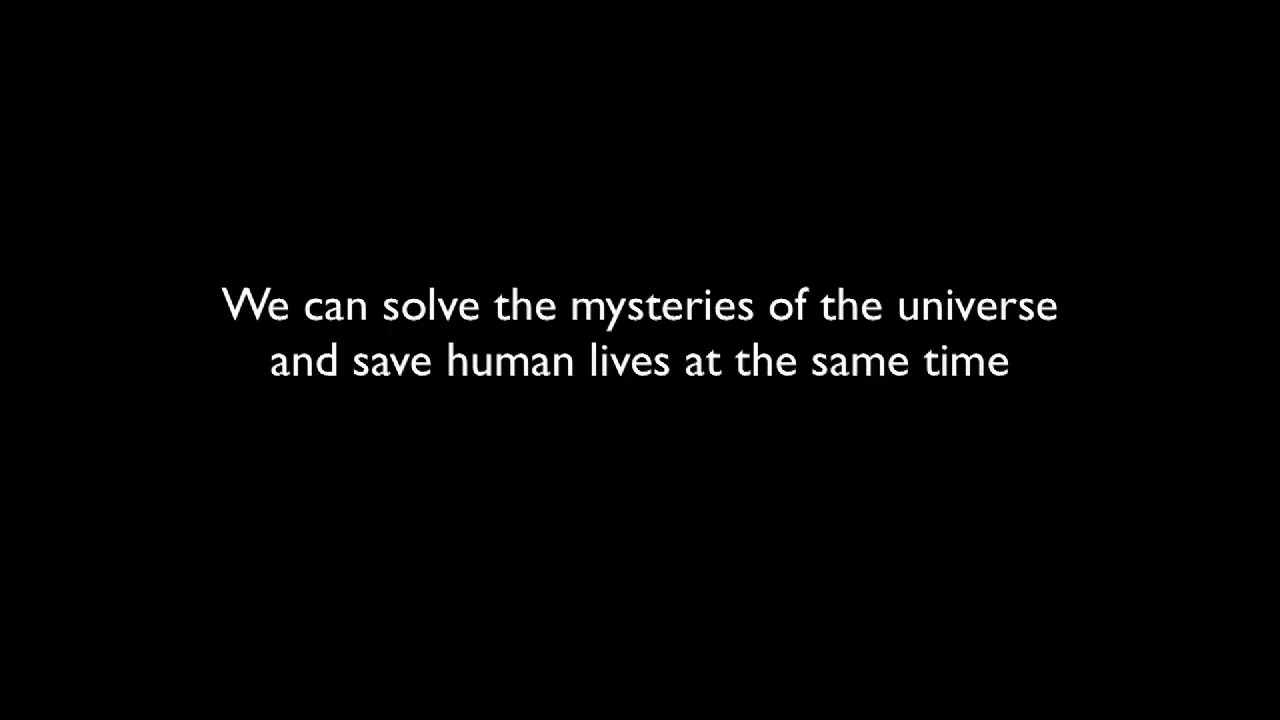 We can solve the mysteries of the universe
and save human lives at the same time